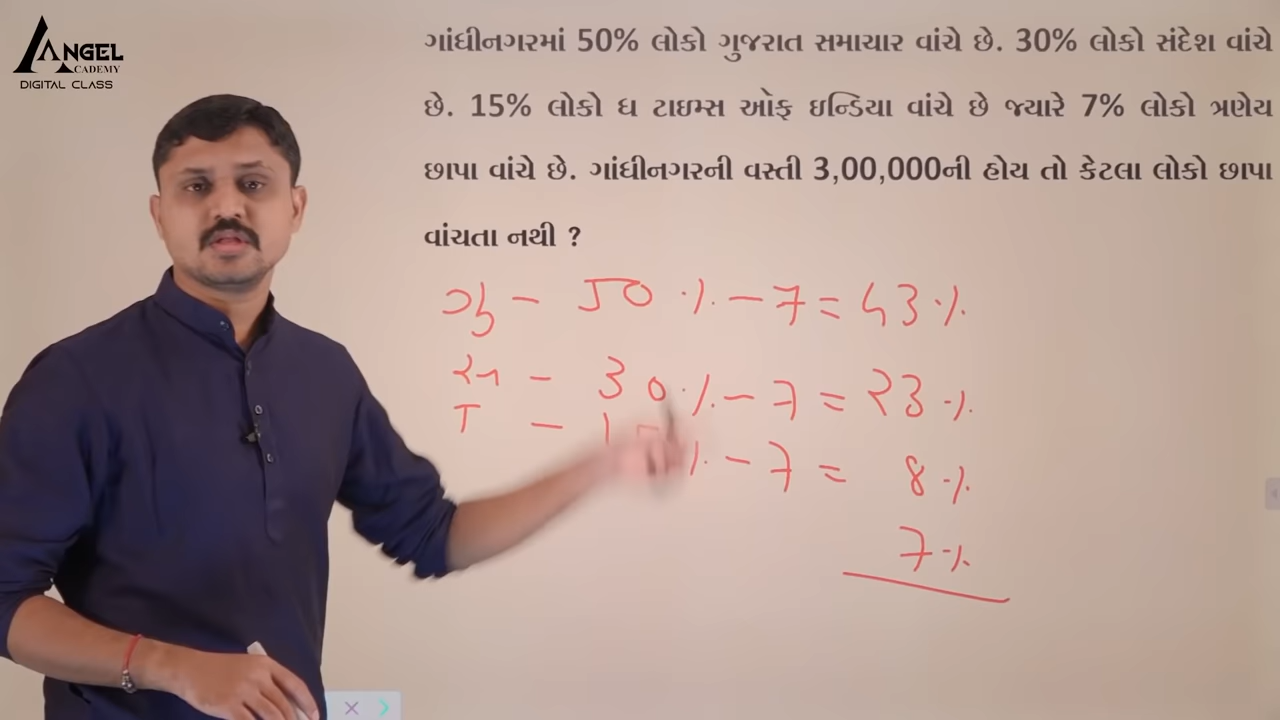 ANGEL
ACADEMY
DIGITAL CLASS
ગાંધીનગરમાં 50% લોકો ગુજરાત સમાચાર વાંચે છે. 30% લોકો સંદેશ વાંચે
છે. 15% લોકો ધ ટાઇમ્સ ઓફ ઇન્ડિયા વાંચે છે જ્યારે 7% લોકો ત્રણેય
છાપા વાંચે છે. ગાંધીનગરની વસ્તી 3,00,000ની હોય તો કેટલા લોકો છાપા
વાંચતા નથી ?
ગુ - 50 % - 7 = 43 %
સા - 30 % - 7 = 23 %
T - % - 7 = 8 %
7 %